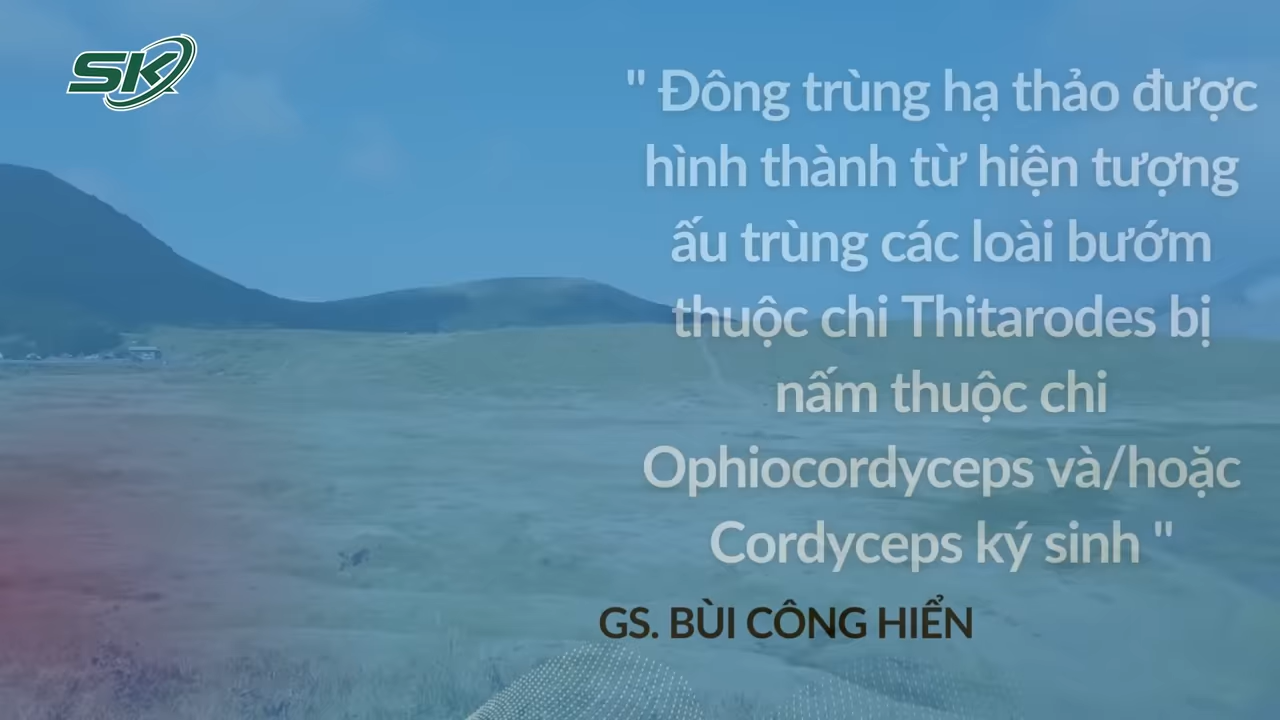 SK
" Đông trùng hạ thảo được
hình thành từ hiện tượng
ấu trùng các loài bướm
thuộc chi Thitarodes bị
nấm thuộc chi
Ophiocordyceps và/hoặc
Cordyceps ký sinh "
GS. BÙI CÔNG HIỂN